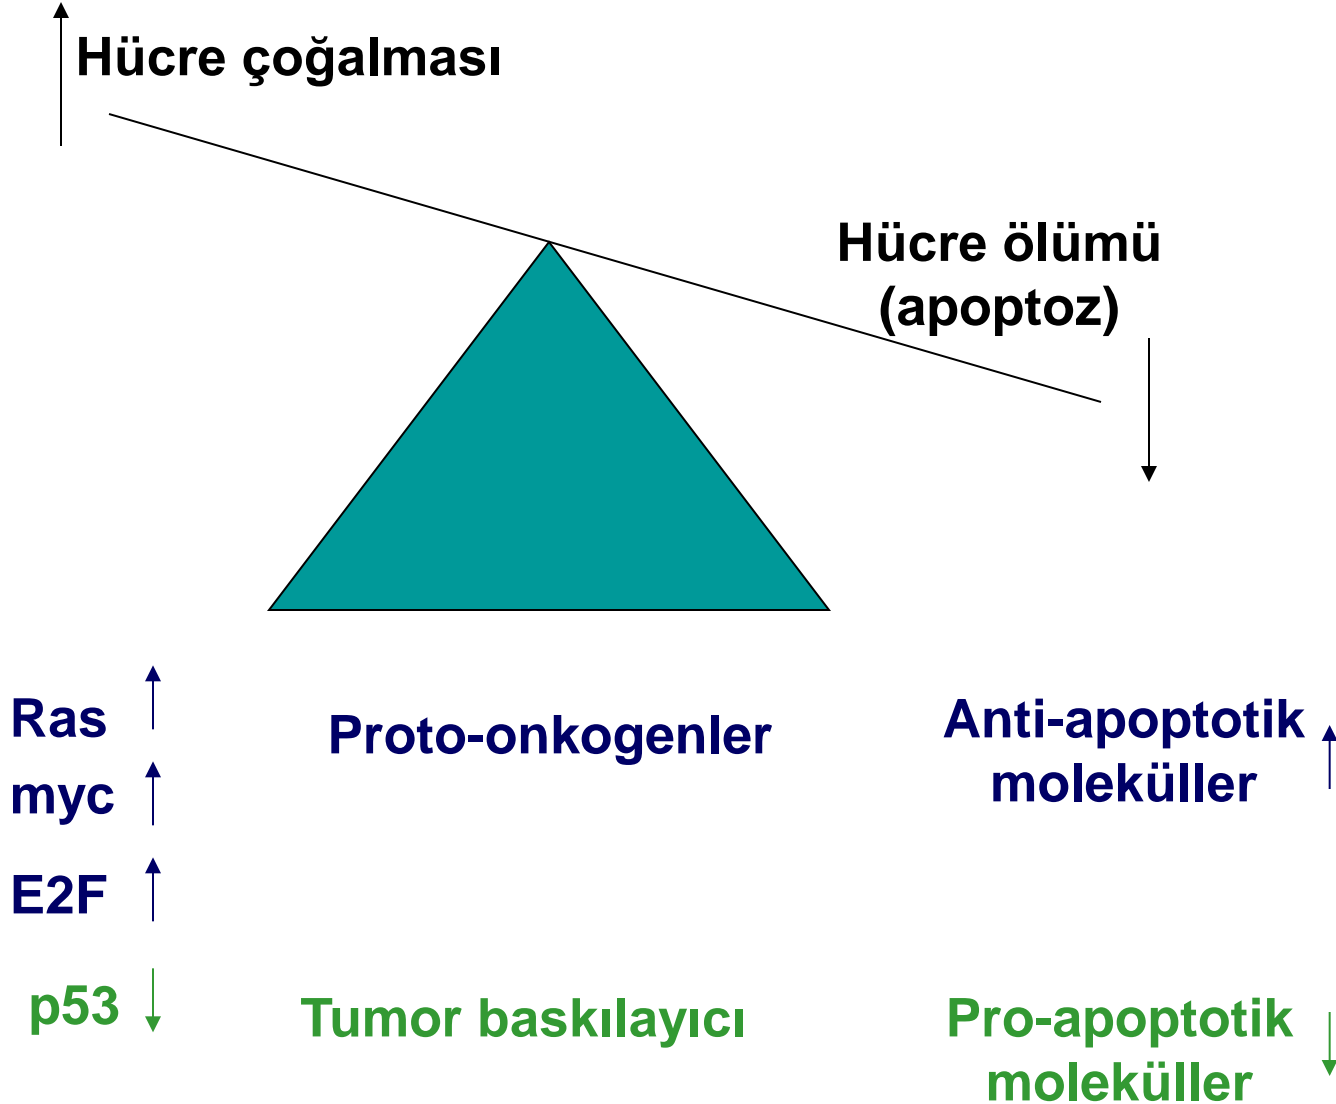 Hücre çoğalması
Hücre ölümü
(apoptoz)
Ras
myc
E2F
p53
Proto-onkogenler
Tumor baskılayıcı
Anti-apoptotik
moleküller
Pro-apoptotik
moleküller